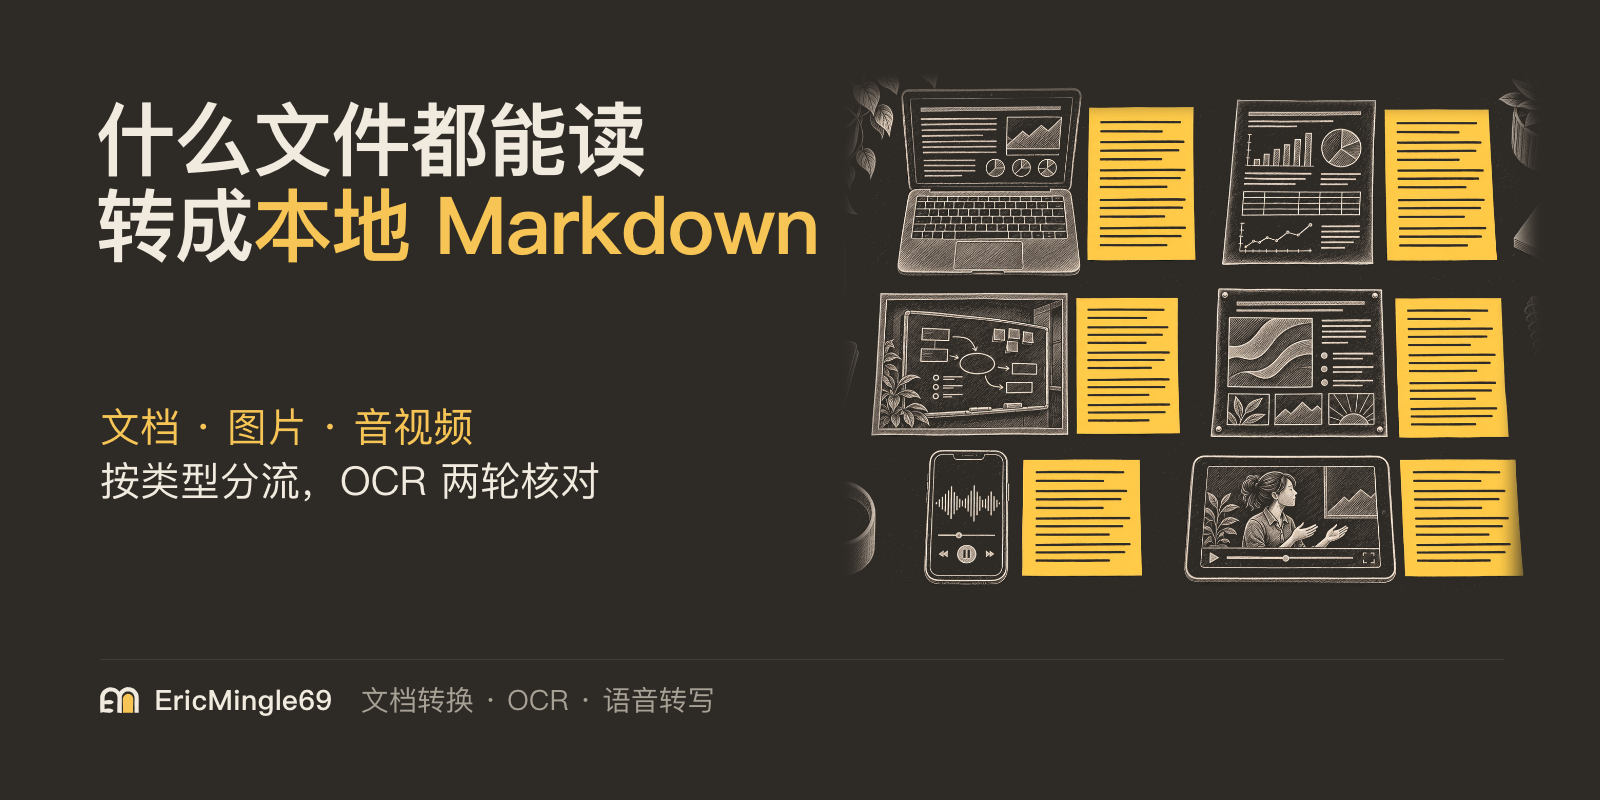 什么文件都能读
转成本地 Markdown
文档 · 图片 · 音视频
按类型分流，OCR 两轮核对
EricMingle69 文档转换 · OCR · 语音转写